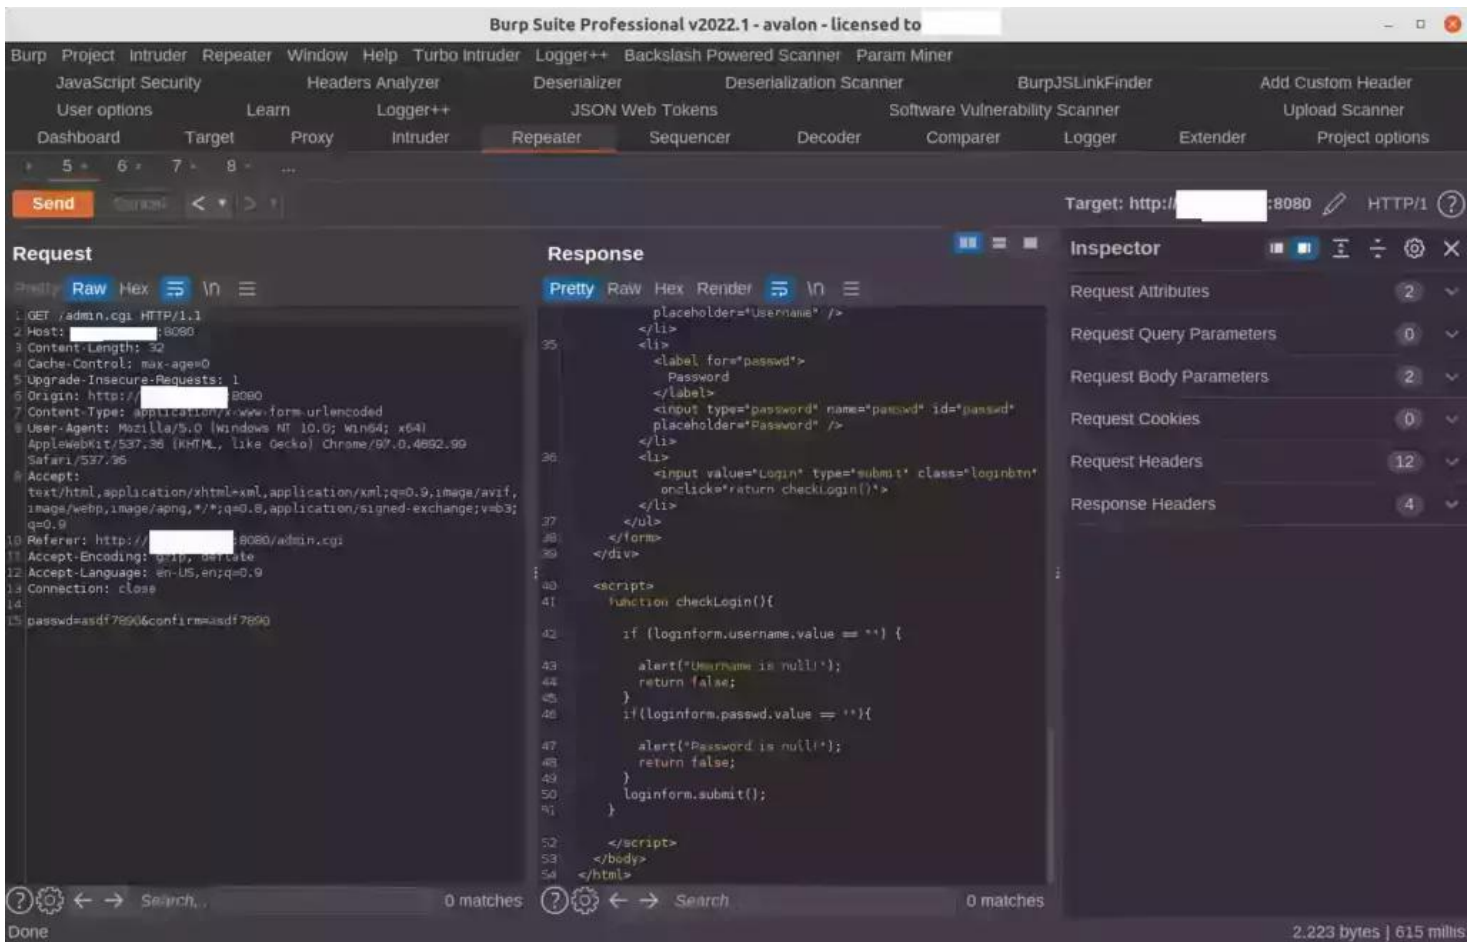 Burp Suite Professional v2022.1 - avalon - licensed to
Burp Project Intruder Repeater Window Help Turbo Intruder Logger++ Backslash Powered Scanner Param Miner
JavaScript Security Headers Analyzer Deserializer Deserialization Scanner BurpJSLinkFinder Add Custom Header
User options Learn Logger++ JSON Web Tokens Software Vulnerability Scanner Upload Scanner
Dashboard Target Proxy Intruder Repeater Sequencer Decoder Comparer Logger Extender Project options
5 × 6 × 7 × 8 × ...
Send Cancel < >
Target: http:// :8080 HTTP/1 ?
Request
Pretty Raw Hex \n
1 GET /admin.cgi HTTP/1.1
2 Host: :8080
3 Content-Length: 32
4 Cache-Control: max-age=0
5 Upgrade-Insecure-Requests: 1
6 Origin: http:// :8080
7 Content-Type: application/x-www-form-urlencoded
8 User-Agent: Mozilla/5.0 (Windows NT 10.0; Win64; x64)
AppleWebKit/537.36 (KHTML, like Gecko) Chrome/97.0.4692.99
Safari/537.36
9 Accept:
text/html,application/xhtml+xml,application/xml;q=0.9,image/avif,
image/webp,image/apng,*/*;q=0.8,application/signed-exchange;v=b3;
q=0.9
10 Referer: http:// :8080/admin.cgi
11 Accept-Encoding: gzip, deflate
12 Accept-Language: en-US,en;q=0.9
13 Connection: close
14
15 passwd=asdf7890&confirm=asdf7890
Search... 0 matches
Response
Pretty Raw Hex Render \n
placeholder="Username" />
</li>
35 <li>
<label for="passwd">
Password
</label>
<input type="password" name="passwd" id="passwd"
placeholder="Password" />
</li>
36 <li>
<input value="Login" type="submit" class="loginbtn"
onclick="return checkLogin()">
</li>
37 </ul>
38 </form>
39 </div>
40 <script>
41 function checkLogin(){
42 if (loginform.username.value == "") {
43 alert("Username is null!");
44 return false;
45 }
46 if(loginform.passwd.value == ""){
47 alert("Password is null!");
48 return false;
49 }
50 loginform.submit();
51 }
52 </script>
53 </body>
54 </html>
Search 0 matches
Inspector
Request Attributes 2
Request Query Parameters 0
Request Body Parameters 2
Request Cookies 0
Request Headers 12
Response Headers 4
Done
2.223 bytes | 615 millis